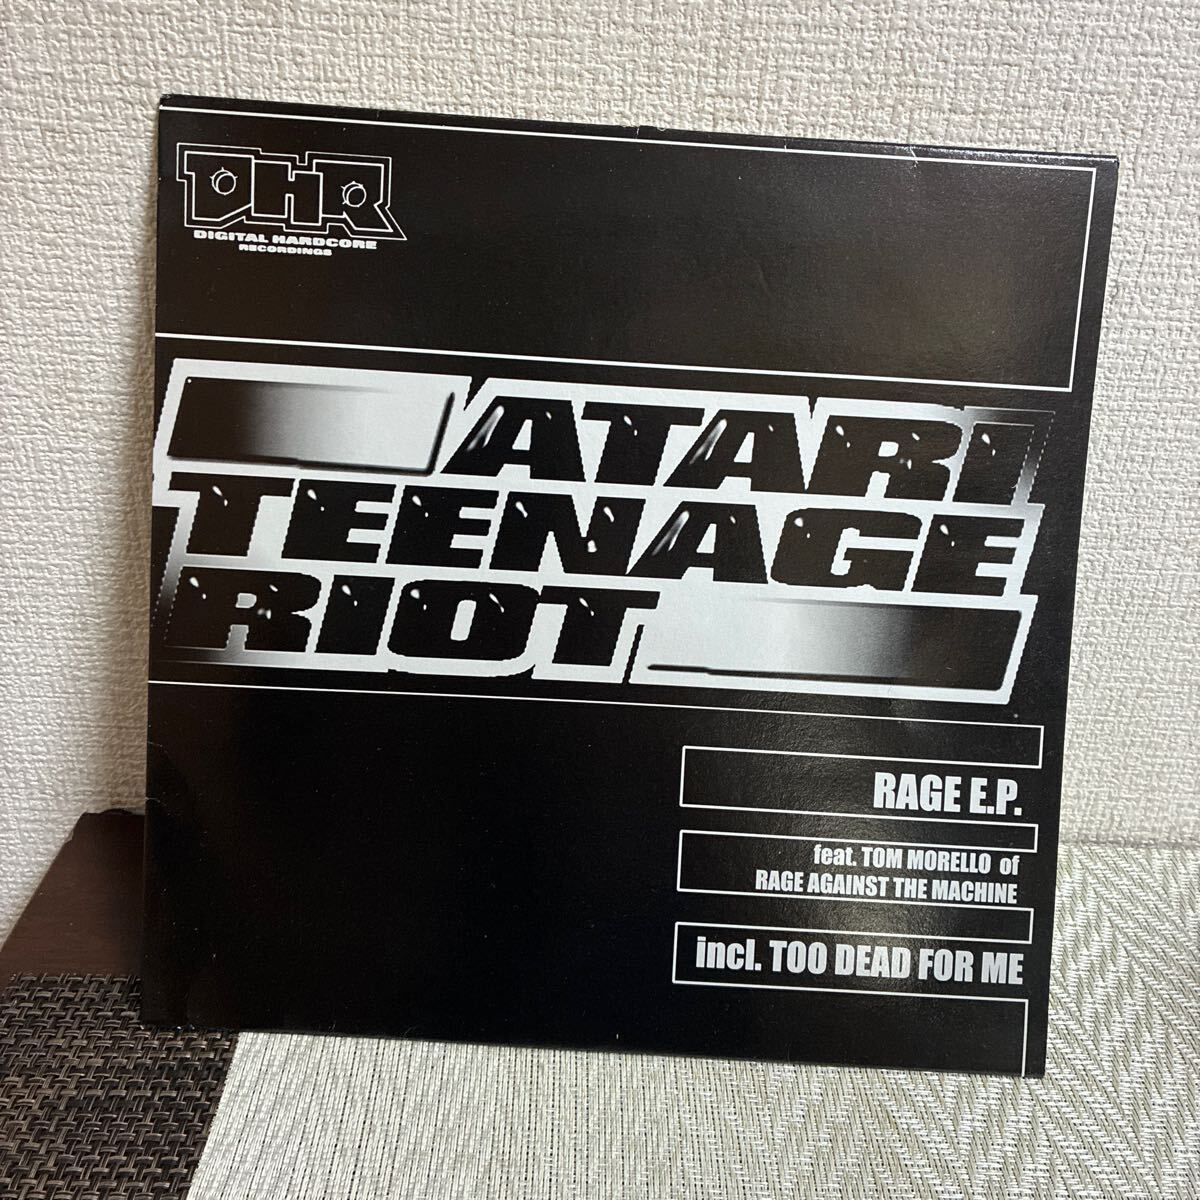 DHR
DIGITAL HARDCORE
RECORDINGS
ATARI
TEENAGE
RIOT
RAGE E.P.
feat. TOM MORELLO of
RAGE AGAINST THE MACHINE
incl. TOO DEAD FOR ME